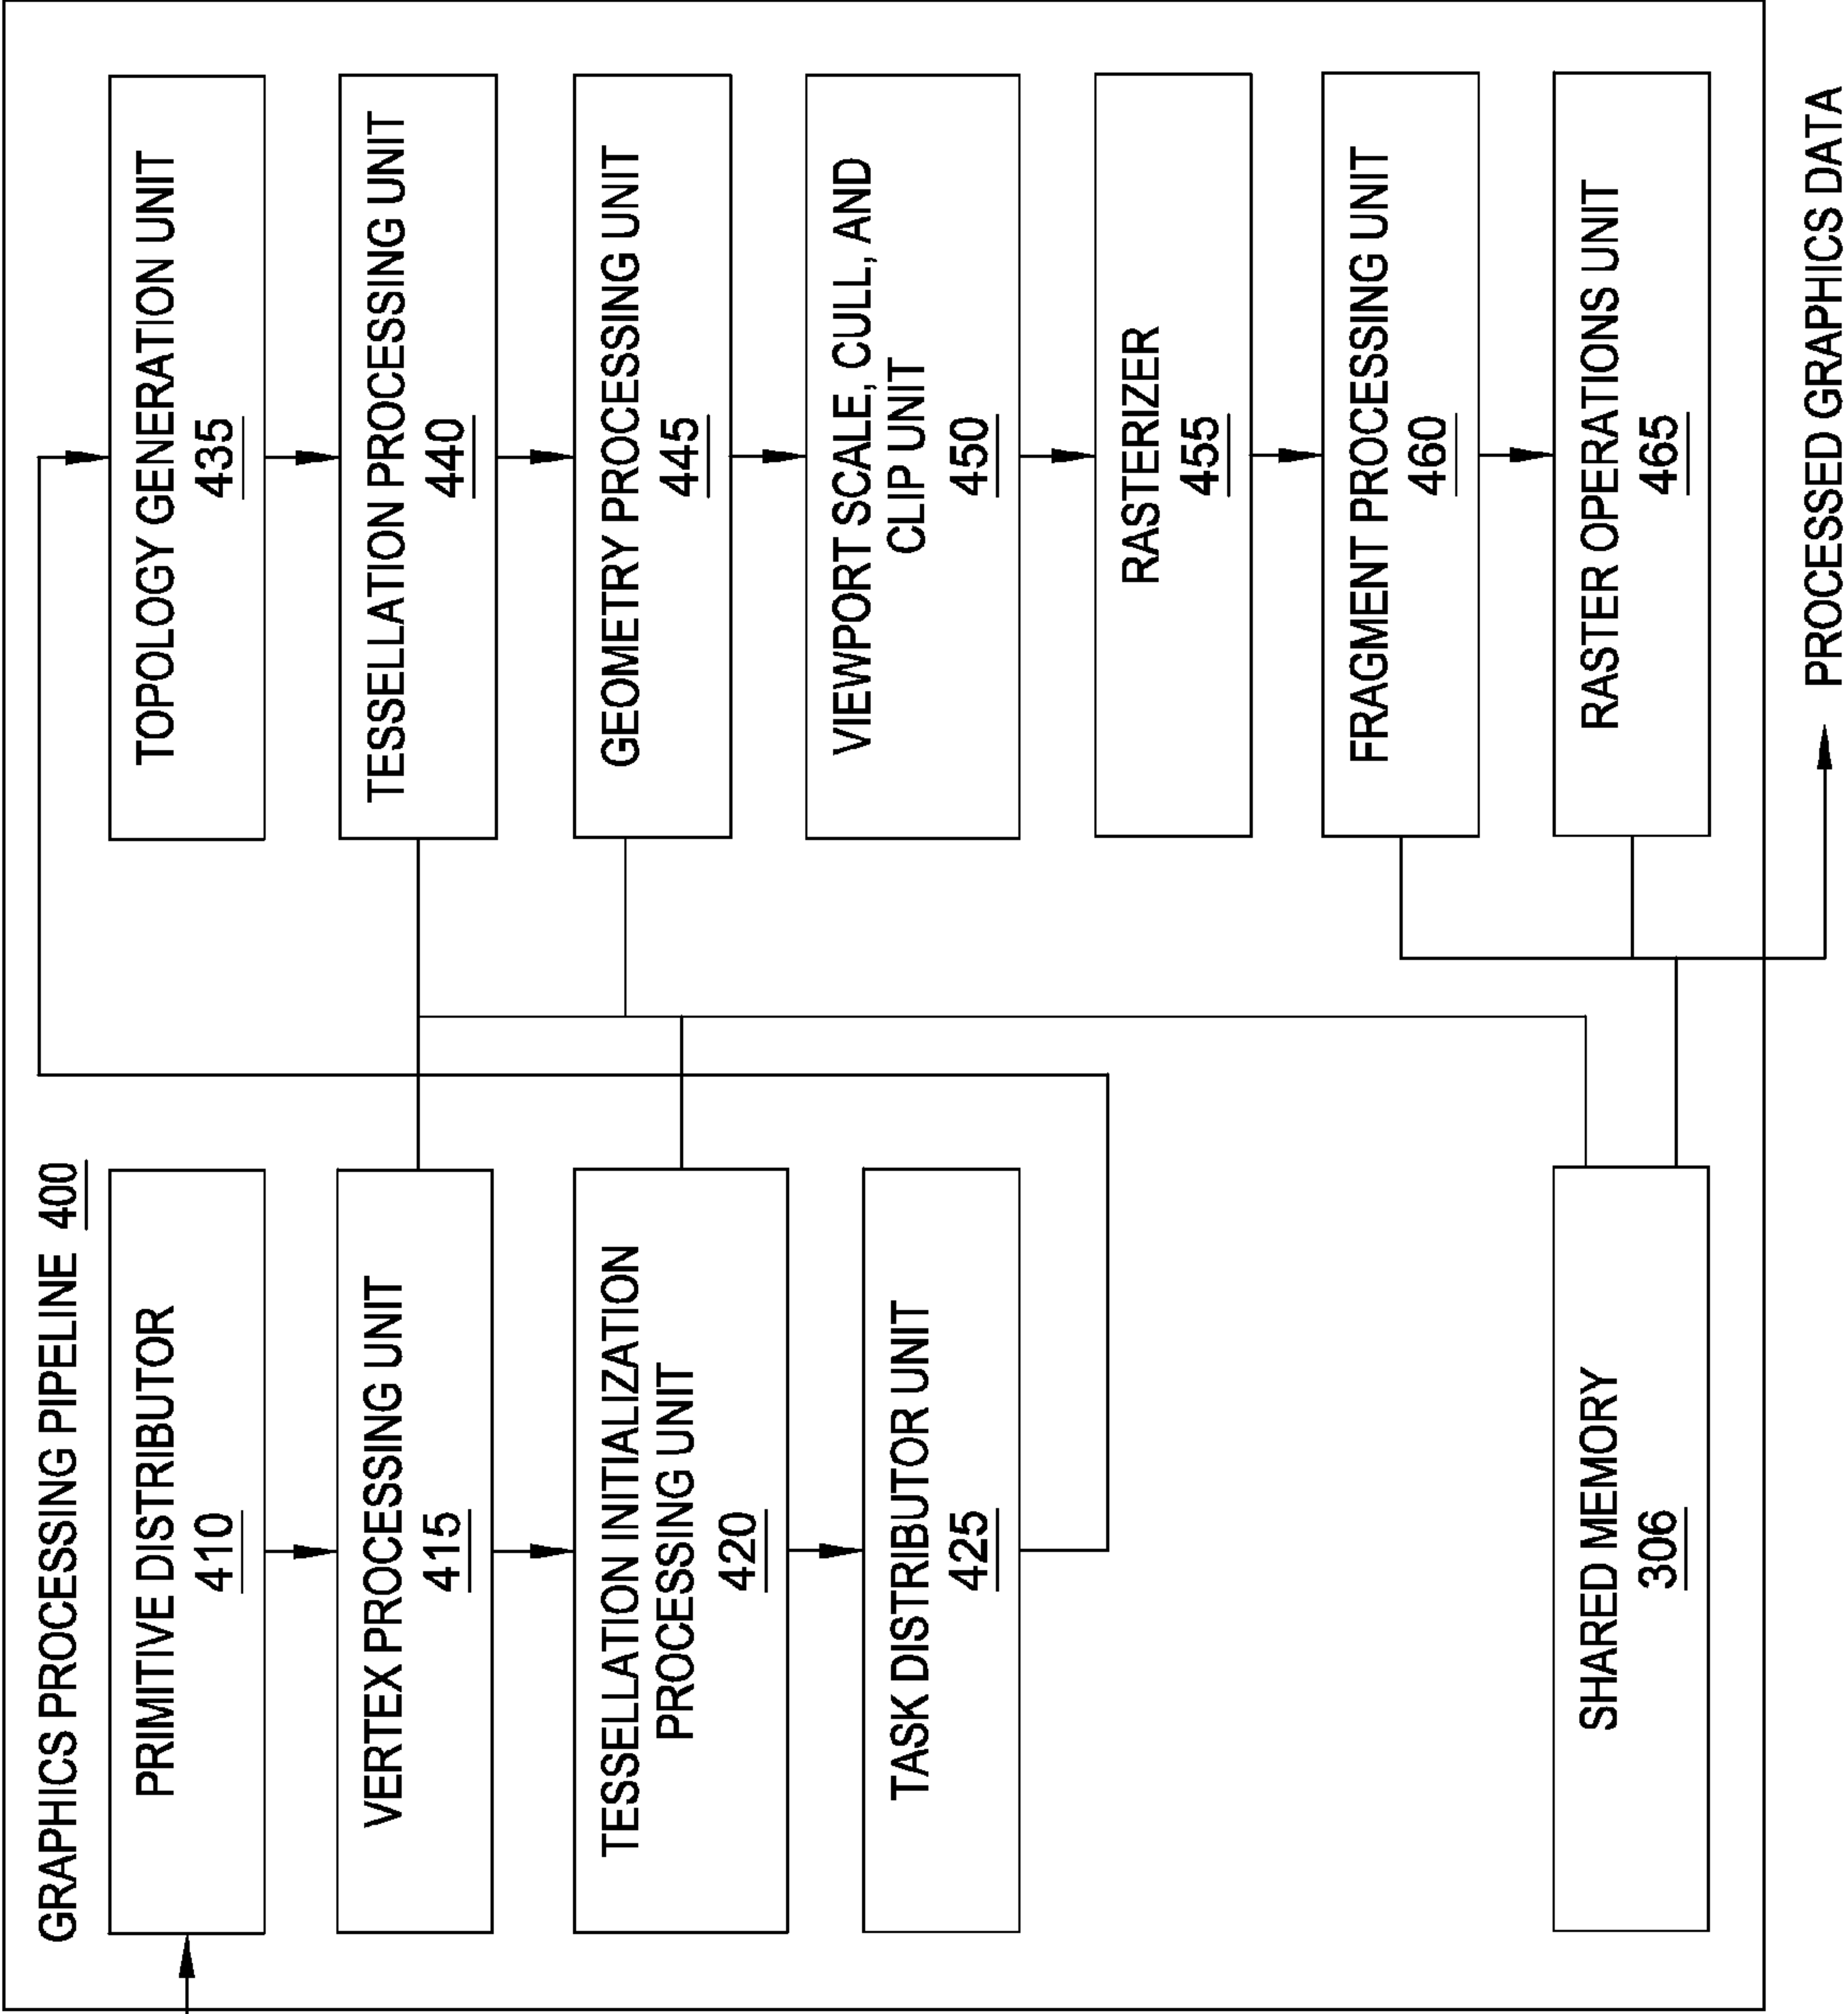 GRAPHICS PROCESSING PIPELINE 400
PRIMITIVE DISTRIBUTOR
410
VERTEX PROCESSING UNIT
415
TESSELLATION INITIALIZATION
PROCESSING UNIT
420
TASK DISTRIBUTOR UNIT
425
SHARED MEMORY
306
TOPOLOGY GENERATION UNIT
435
TESSELLATION PROCESSING UNIT
440
GEOMETRY PROCESSING UNIT
445
VIEWPORT SCALE, CULL, AND
CLIP UNIT
450
RASTERIZER
455
FRAGMENT PROCESSING UNIT
460
RASTER OPERATIONS UNIT
465
PROCESSED GRAPHICS DATA